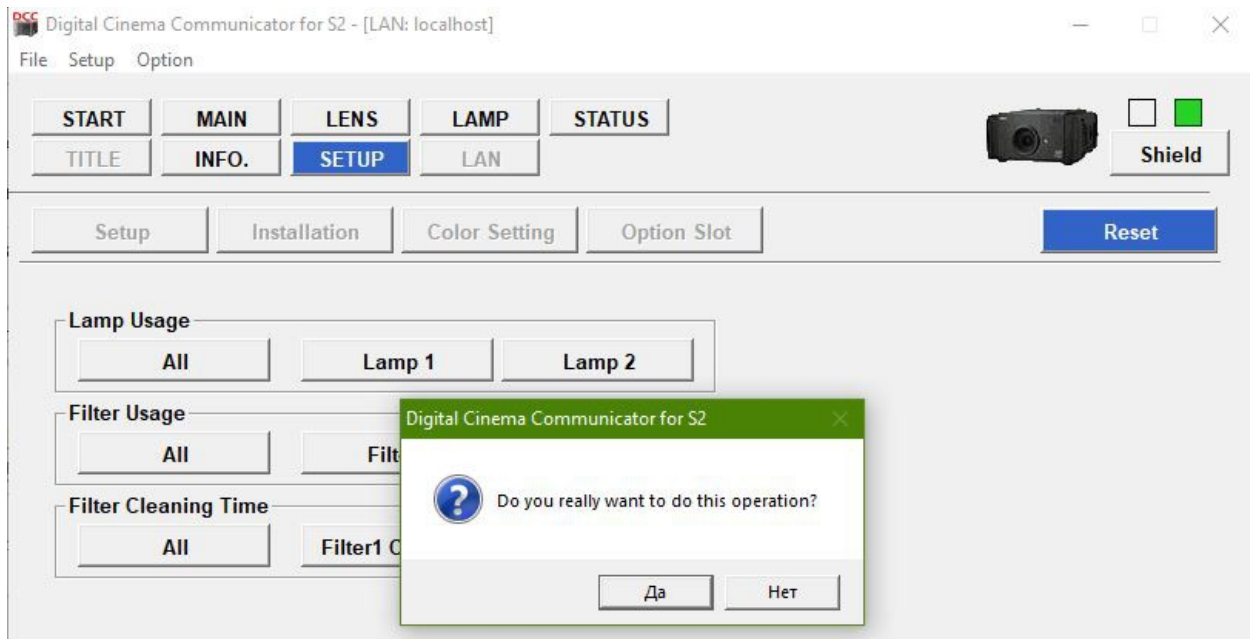 DCC Digital Cinema Communicator for S2 - [LAN: localhost]
File Setup Option
START MAIN LENS LAMP STATUS
TITLE INFO. SETUP LAN
Shield
Setup Installation Color Setting Option Slot Reset
Lamp Usage
All Lamp 1 Lamp 2
Filter Usage
All
Filter Cleaning Time
All Filter1
Digital Cinema Communicator for S2
Do you really want to do this operation?
Да Нет